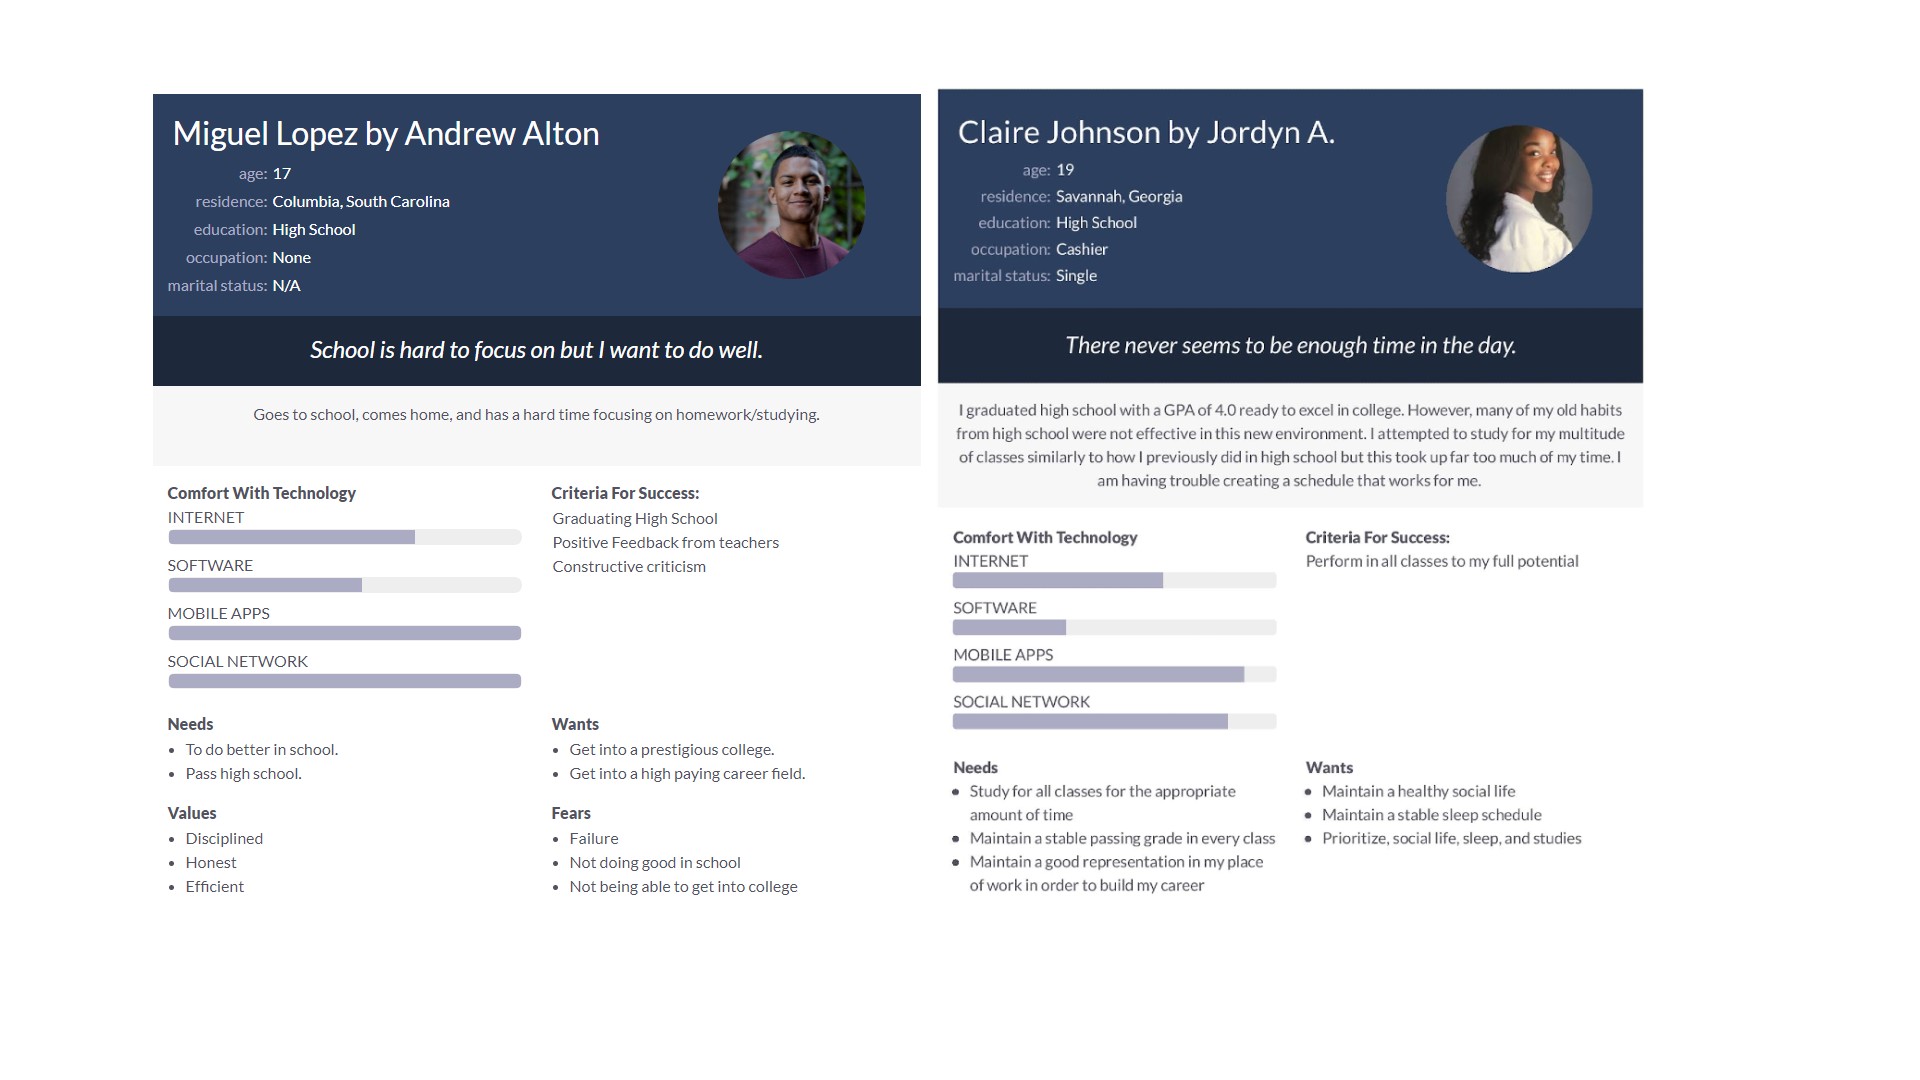 Miguel Lopez by Andrew Alton
age: 17
residence: Columbia, South Carolina
education: High School
occupation: None
marital status: N/A
School is hard to focus on but I want to do well.
Goes to school, comes home, and has a hard time focusing on homework/studying.
Comfort With Technology
INTERNET
SOFTWARE
MOBILE APPS
SOCIAL NETWORK
Criteria For Success:
Graduating High School
Positive Feedback from teachers
Constructive criticism
Needs
• To do better in school.
• Pass high school.
Wants
• Get into a prestigious college.
• Get into a high paying career field.
Values
• Disciplined
• Honest
• Efficient
Fears
• Failure
• Not doing good in school
• Not being able to get into college
Claire Johnson by Jordyn A.
age: 19
residence: Savannah, Georgia
education: High School
occupation: Cashier
marital status: Single
There never seems to be enough time in the day.
I graduated high school with a GPA of 4.0 ready to excel in college. However, many of my old habits
from high school were not effective in this new environment. I attempted to study for my multitude
of classes similarly to how I previously did in high school but this took up far too much of my time. I
am having trouble creating a schedule that works for me.
Comfort With Technology
INTERNET
SOFTWARE
MOBILE APPS
SOCIAL NETWORK
Criteria For Success:
Perform in all classes to my full potential
Needs
• Study for all classes for the appropriate
amount of time
• Maintain a stable passing grade in every class
• Maintain a good representation in my place
of work in order to build my career
Wants
• Maintain a healthy social life
• Maintain a stable sleep schedule
• Prioritize, social life, sleep, and studies